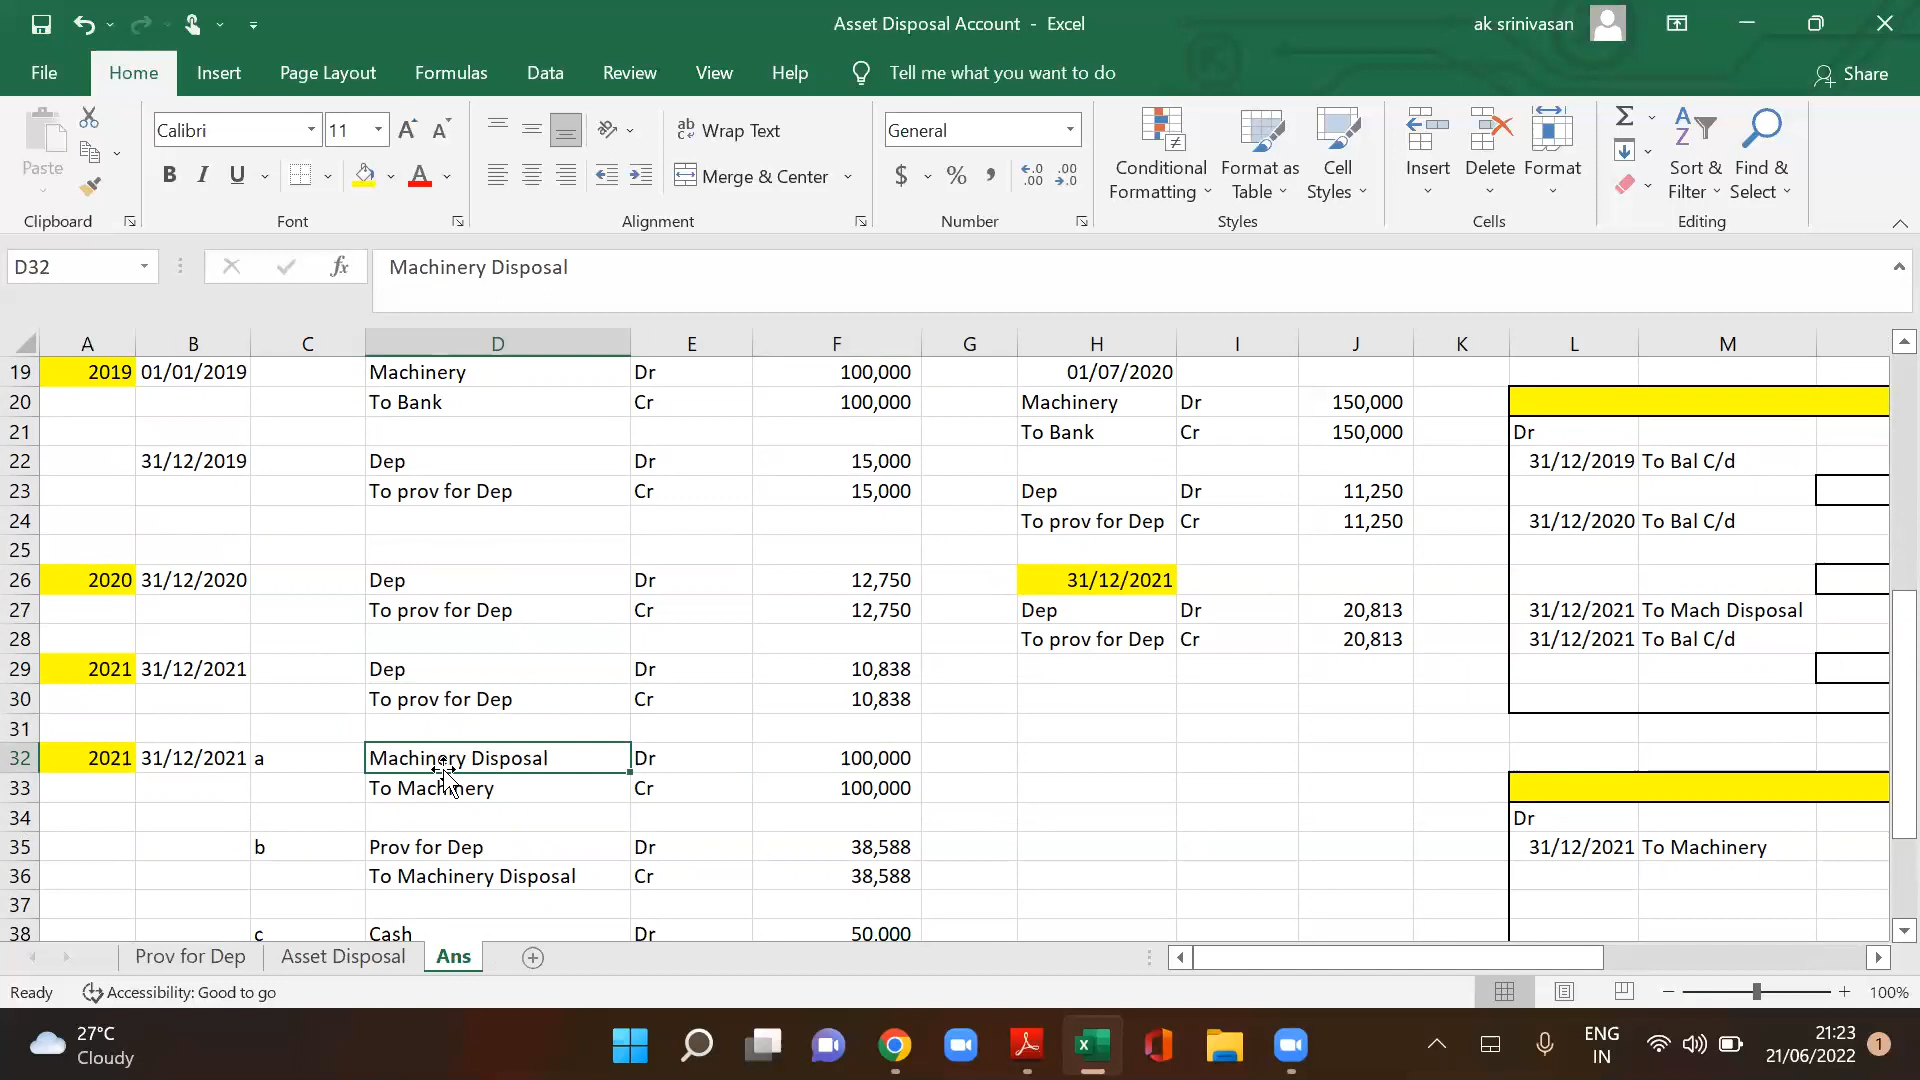 Asset Disposal Account - Excel
ak srinivasan
File Home Insert Page Layout Formulas Data Review View Help Tell me what you want to do Share
Paste
Calibri 11
B I U
Wrap Text
Merge & Center
General
$ % ,
Conditional Formatting
Format as Table
Cell Styles
Insert Delete Format
Sort & Filter
Find & Select
Clipboard Font Alignment Number Styles Cells Editing
D32 fx Machinery Disposal
A B C D E F G H I J K L M
19 2019 01/01/2019 Machinery Dr 100,000 01/07/2020
20 To Bank Cr 100,000 Machinery Dr 150,000
21 To Bank Cr 150,000 Dr
22 31/12/2019 Dep Dr 15,000 31/12/2019 To Bal C/d
23 To prov for Dep Cr 15,000 Dep Dr 11,250
24 To prov for Dep Cr 11,250 31/12/2020 To Bal C/d
25
26 2020 31/12/2020 Dep Dr 12,750 31/12/2021
27 To prov for Dep Cr 12,750 Dep Dr 20,813 31/12/2021 To Mach Disposal
28 To prov for Dep Cr 20,813 31/12/2021 To Bal C/d
29 2021 31/12/2021 Dep Dr 10,838
30 To prov for Dep Cr 10,838
31
32 2021 31/12/2021 a Machinery Disposal Dr 100,000
33 To Machinery Cr 100,000
34 Dr
35 b Prov for Dep Dr 38,588 31/12/2021 To Machinery
36 To Machinery Disposal Cr 38,588
37
38 c Cash Dr 50,000
Prov for Dep Asset Disposal Ans
Ready Accessibility: Good to go 100%
27°C
Cloudy
ENG
IN
21:23
21/06/2022
1